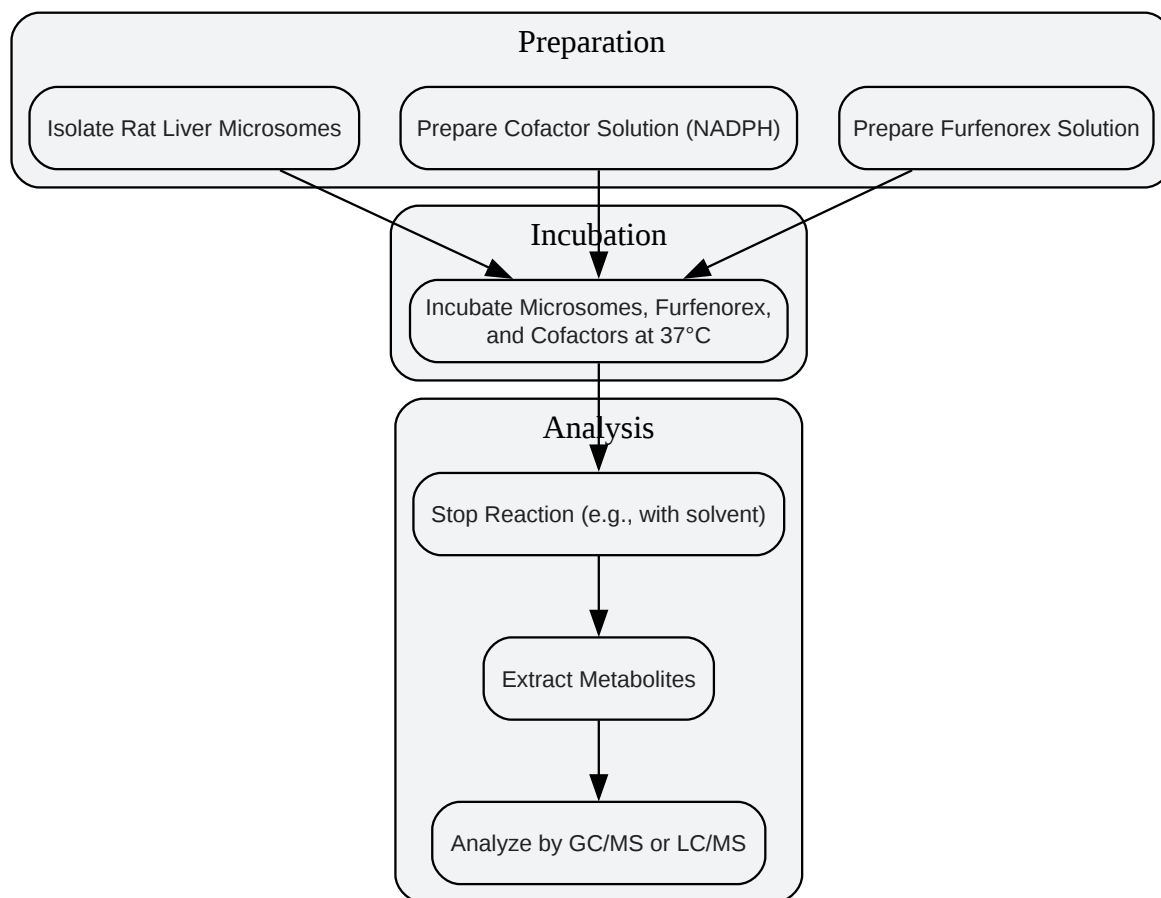 Preparation
Isolate Rat Liver Microsomes
Prepare Cofactor Solution (NADPH)
Prepare Furfenorex Solution
Incubation
Incubate Microsomes, Furfenorex,
and Cofactors at 37°C
Analysis
Stop Reaction (e.g., with solvent)
Extract Metabolites
Analyze by GC/MS or LC/MS